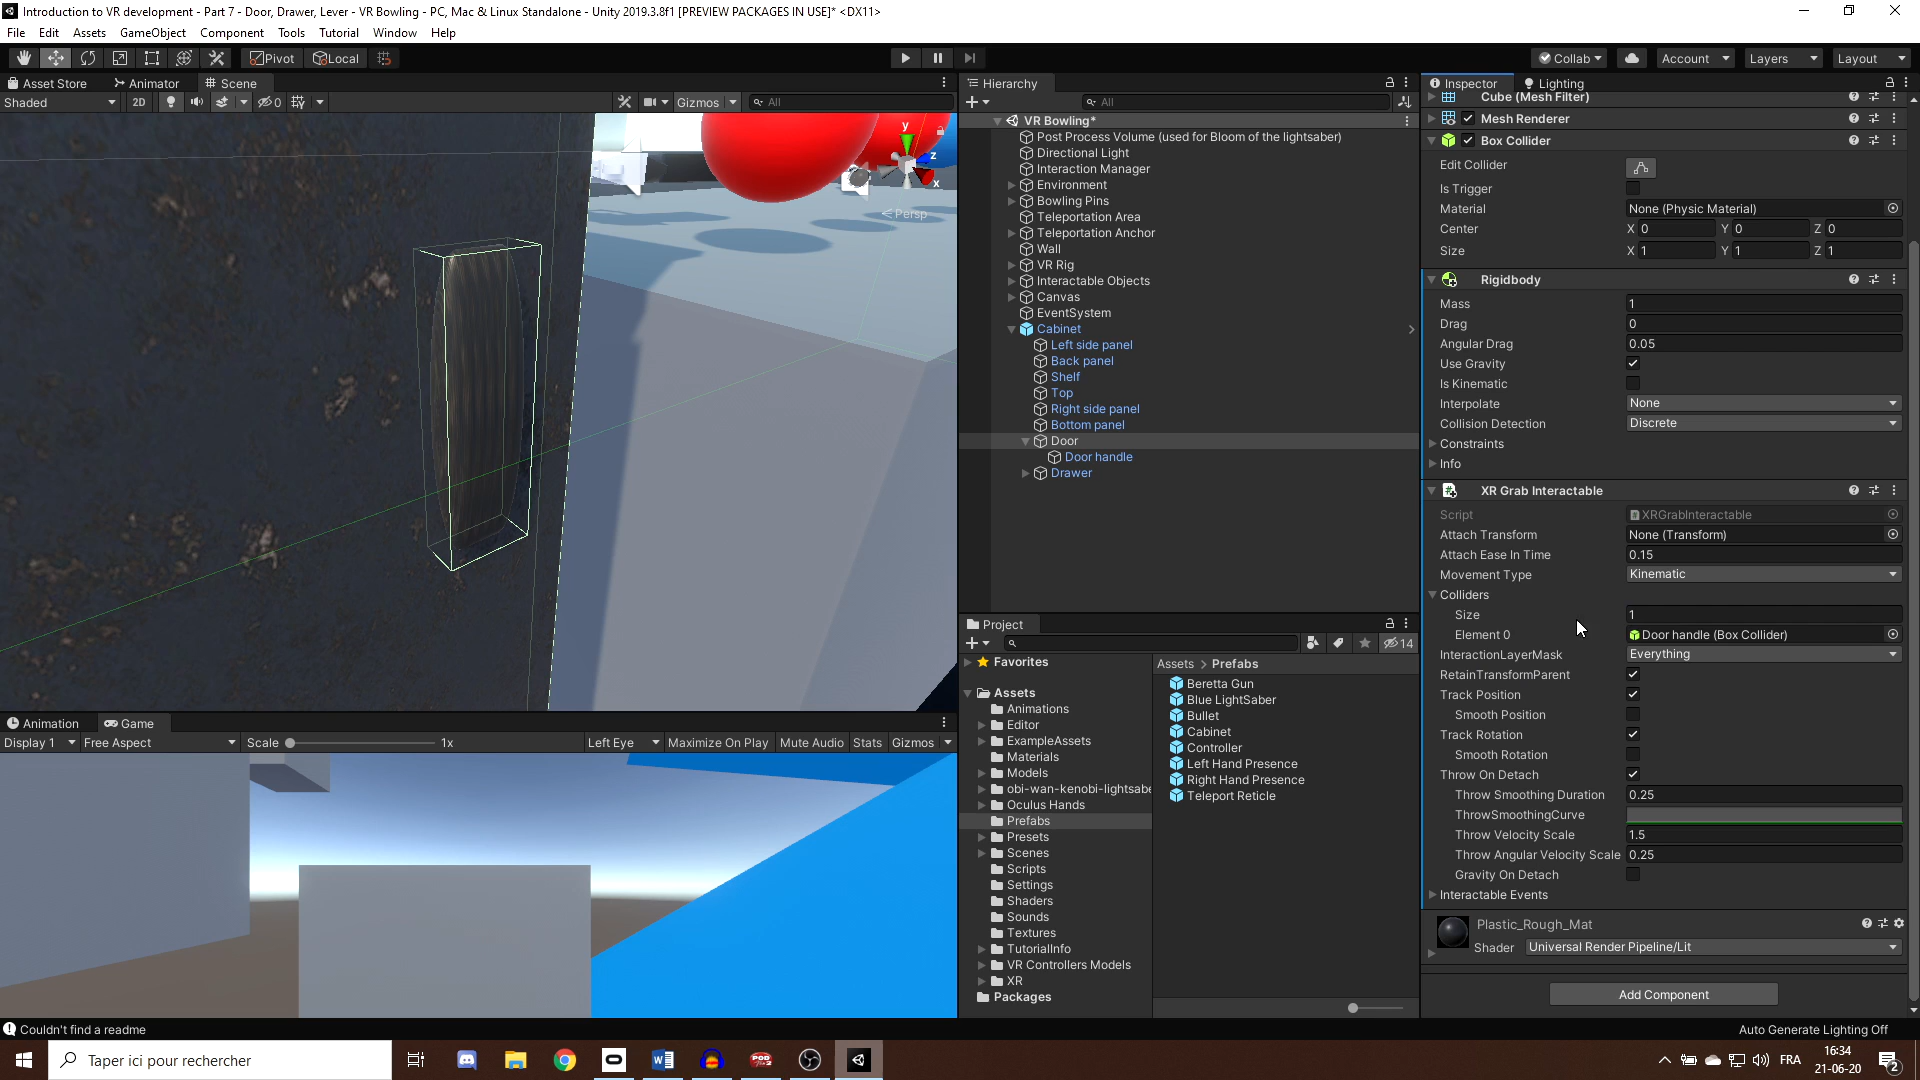 Introduction to VR development - Part 7 - Door, Drawer, Lever - VR Bowling - PC, Mac & Linux Standalone - Unity 2019.3.8f1 [PREVIEW PACKAGES IN USE]* <DX11>
File Edit Assets GameObject Component Tools Tutorial Window Help
Pivot Local Collab Account Layers Layout
Asset Store Animator Scene
Shaded 2D 0 Gizmos All
y
z
x
Persp
Hierarchy
All
VR Bowling*
Post Process Volume (used for Bloom of the lightsaber)
Directional Light
Interaction Manager
Environment
Bowling Pins
Teleportation Area
Teleportation Anchor
Wall
VR Rig
Interactable Objects
Canvas
EventSystem
Cabinet
Left side panel
Back panel
Shelf
Top
Right side panel
Bottom panel
Door
Door handle
Drawer
Inspector Lighting
Cube (Mesh Filter)
Mesh Renderer
Box Collider
Edit Collider
Is Trigger
Material None (Physic Material)
Center X 0 Y 0 Z 0
Size X 1 Y 1 Z 1
Rigidbody
Mass 1
Drag 0
Angular Drag 0.05
Use Gravity
Is Kinematic
Interpolate None
Collision Detection Discrete
Constraints
Info
XR Grab Interactable
Script XRGrabInteractable
Attach Transform None (Transform)
Attach Ease In Time 0.15
Movement Type Kinematic
Colliders
Size 1
Element 0 Door handle (Box Collider)
InteractionLayerMask Everything
RetainTransformParent
Track Position
Smooth Position
Track Rotation
Smooth Rotation
Throw On Detach
Throw Smoothing Duration 0.25
ThrowSmoothingCurve
Throw Velocity Scale 1.5
Throw Angular Velocity Scale 0.25
Gravity On Detach
Interactable Events
Plastic_Rough_Mat
Shader Universal Render Pipeline/Lit
Add Component
Project
14
Favorites
Assets
Animations
Editor
ExampleAssets
Materials
Models
obi-wan-kenobi-lightsabe
Oculus Hands
Prefabs
Presets
Scenes
Scripts
Settings
Shaders
Sounds
Textures
TutorialInfo
VR Controllers Models
XR
Packages
Assets > Prefabs
Beretta Gun
Blue LightSaber
Bullet
Cabinet
Controller
Left Hand Presence
Right Hand Presence
Teleport Reticle
Animation Game
Display 1 Free Aspect Scale 1x Left Eye Maximize On Play Mute Audio Stats Gizmos
Couldn't find a readme
Auto Generate Lighting Off
Taper ici pour rechercher
FRA
16:34
21-06-20
2